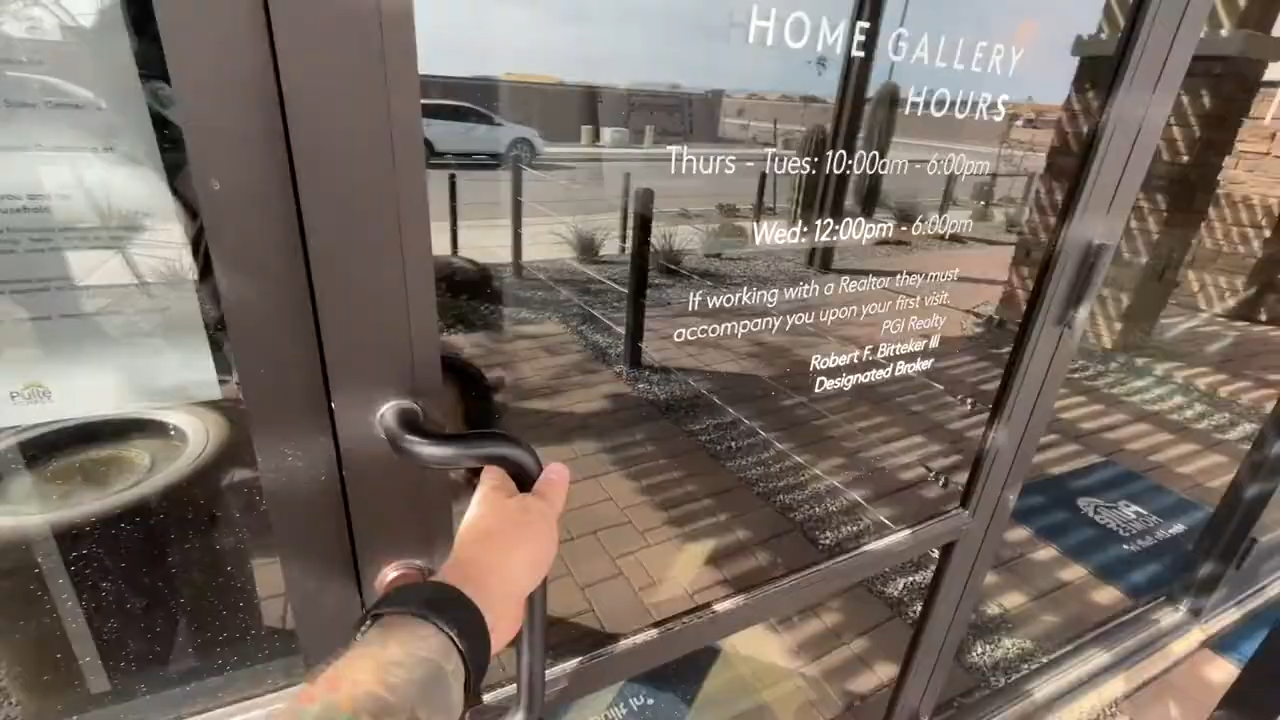 HOME GALLERY
HOURS
Thurs - Tues: 10:00am - 6:00pm
Wed: 12:00pm - 6:00pm
If working with a Realtor they must
accompany you upon your first visit.
PGI Realty
Robert F. Bitteker III
Designated Broker
Pulte